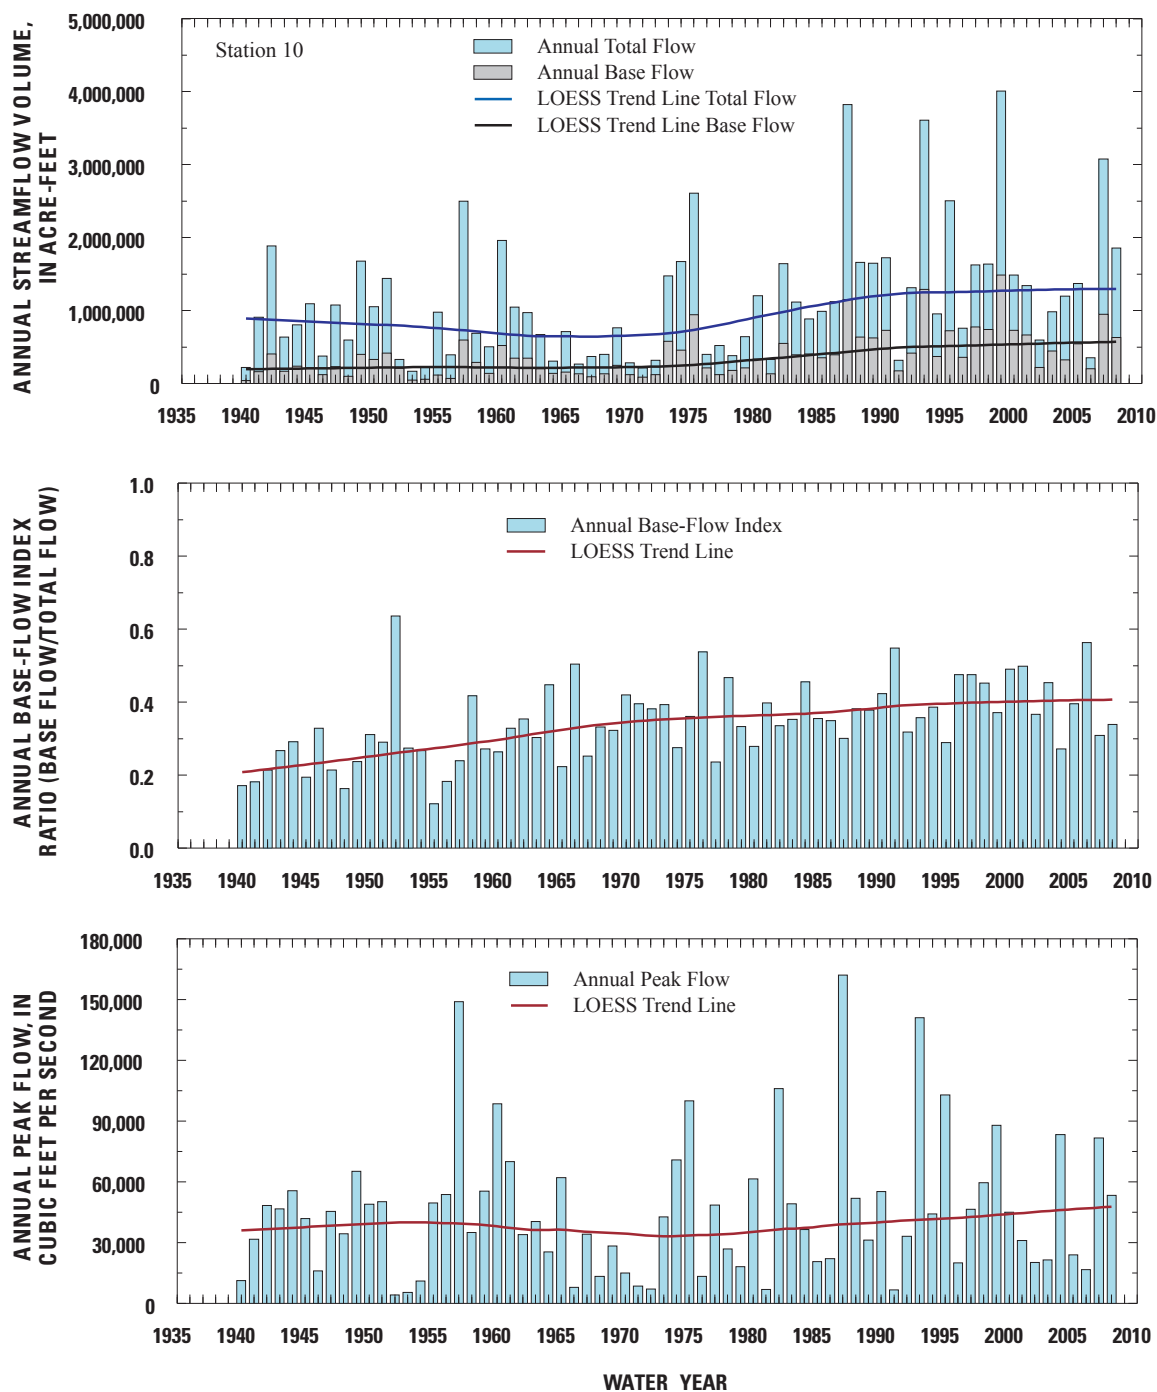 ANNUAL STREAMFLOW VOLUME,
IN ACRE-FEET
5,000,000
4,000,000
3,000,000
2,000,000
1,000,000
0
Station 10
Annual Total Flow
Annual Base Flow
LOESS Trend Line Total Flow
LOESS Trend Line Base Flow
1935 1940 1945 1950 1955 1960 1965 1970 1975 1980 1985 1990 1995 2000 2005 2010
ANNUAL BASE-FLOW INDEX
RATIO (BASE FLOW/TOTAL FLOW)
1.0
0.8
0.6
0.4
0.2
0.0
Annual Base-Flow Index
LOESS Trend Line
1935 1940 1945 1950 1955 1960 1965 1970 1975 1980 1985 1990 1995 2000 2005 2010
ANNUAL PEAK FLOW, IN
CUBIC FEET PER SECOND
180,000
150,000
120,000
90,000
60,000
30,000
0
Annual Peak Flow
LOESS Trend Line
1935 1940 1945 1950 1955 1960 1965 1970 1975 1980 1985 1990 1995 2000 2005 2010
WATER YEAR